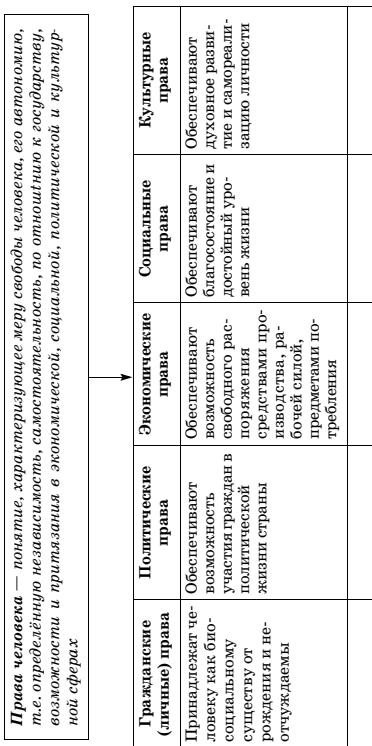 Права человека — понятие, характеризующее меру свободы человека, его автономию,
т.е. определённую независимость, самостоятельность, по отношению к государству,
возможности и притязания в экономической, социальной, политической и культур-
ной сферах
Гражданские
(личные) права
Принадлежат че-
ловеку как био-
социальному
существу от
рождения и не-
отчуждаемы
Политические
права
Обеспечивают
возможность
участия граждан в
политической
жизни страны
Экономические
права
Обеспечивают
возможность
свободного рас-
поряжения
средствами про-
изводства, ра-
бочей силой,
предметами по-
требления
Социальные
права
Обеспечивают
благосостояние и
достойный уро-
вень жизни
Культурные
права
Обеспечивают
духовное разви-
тие и самореали-
зацию личности